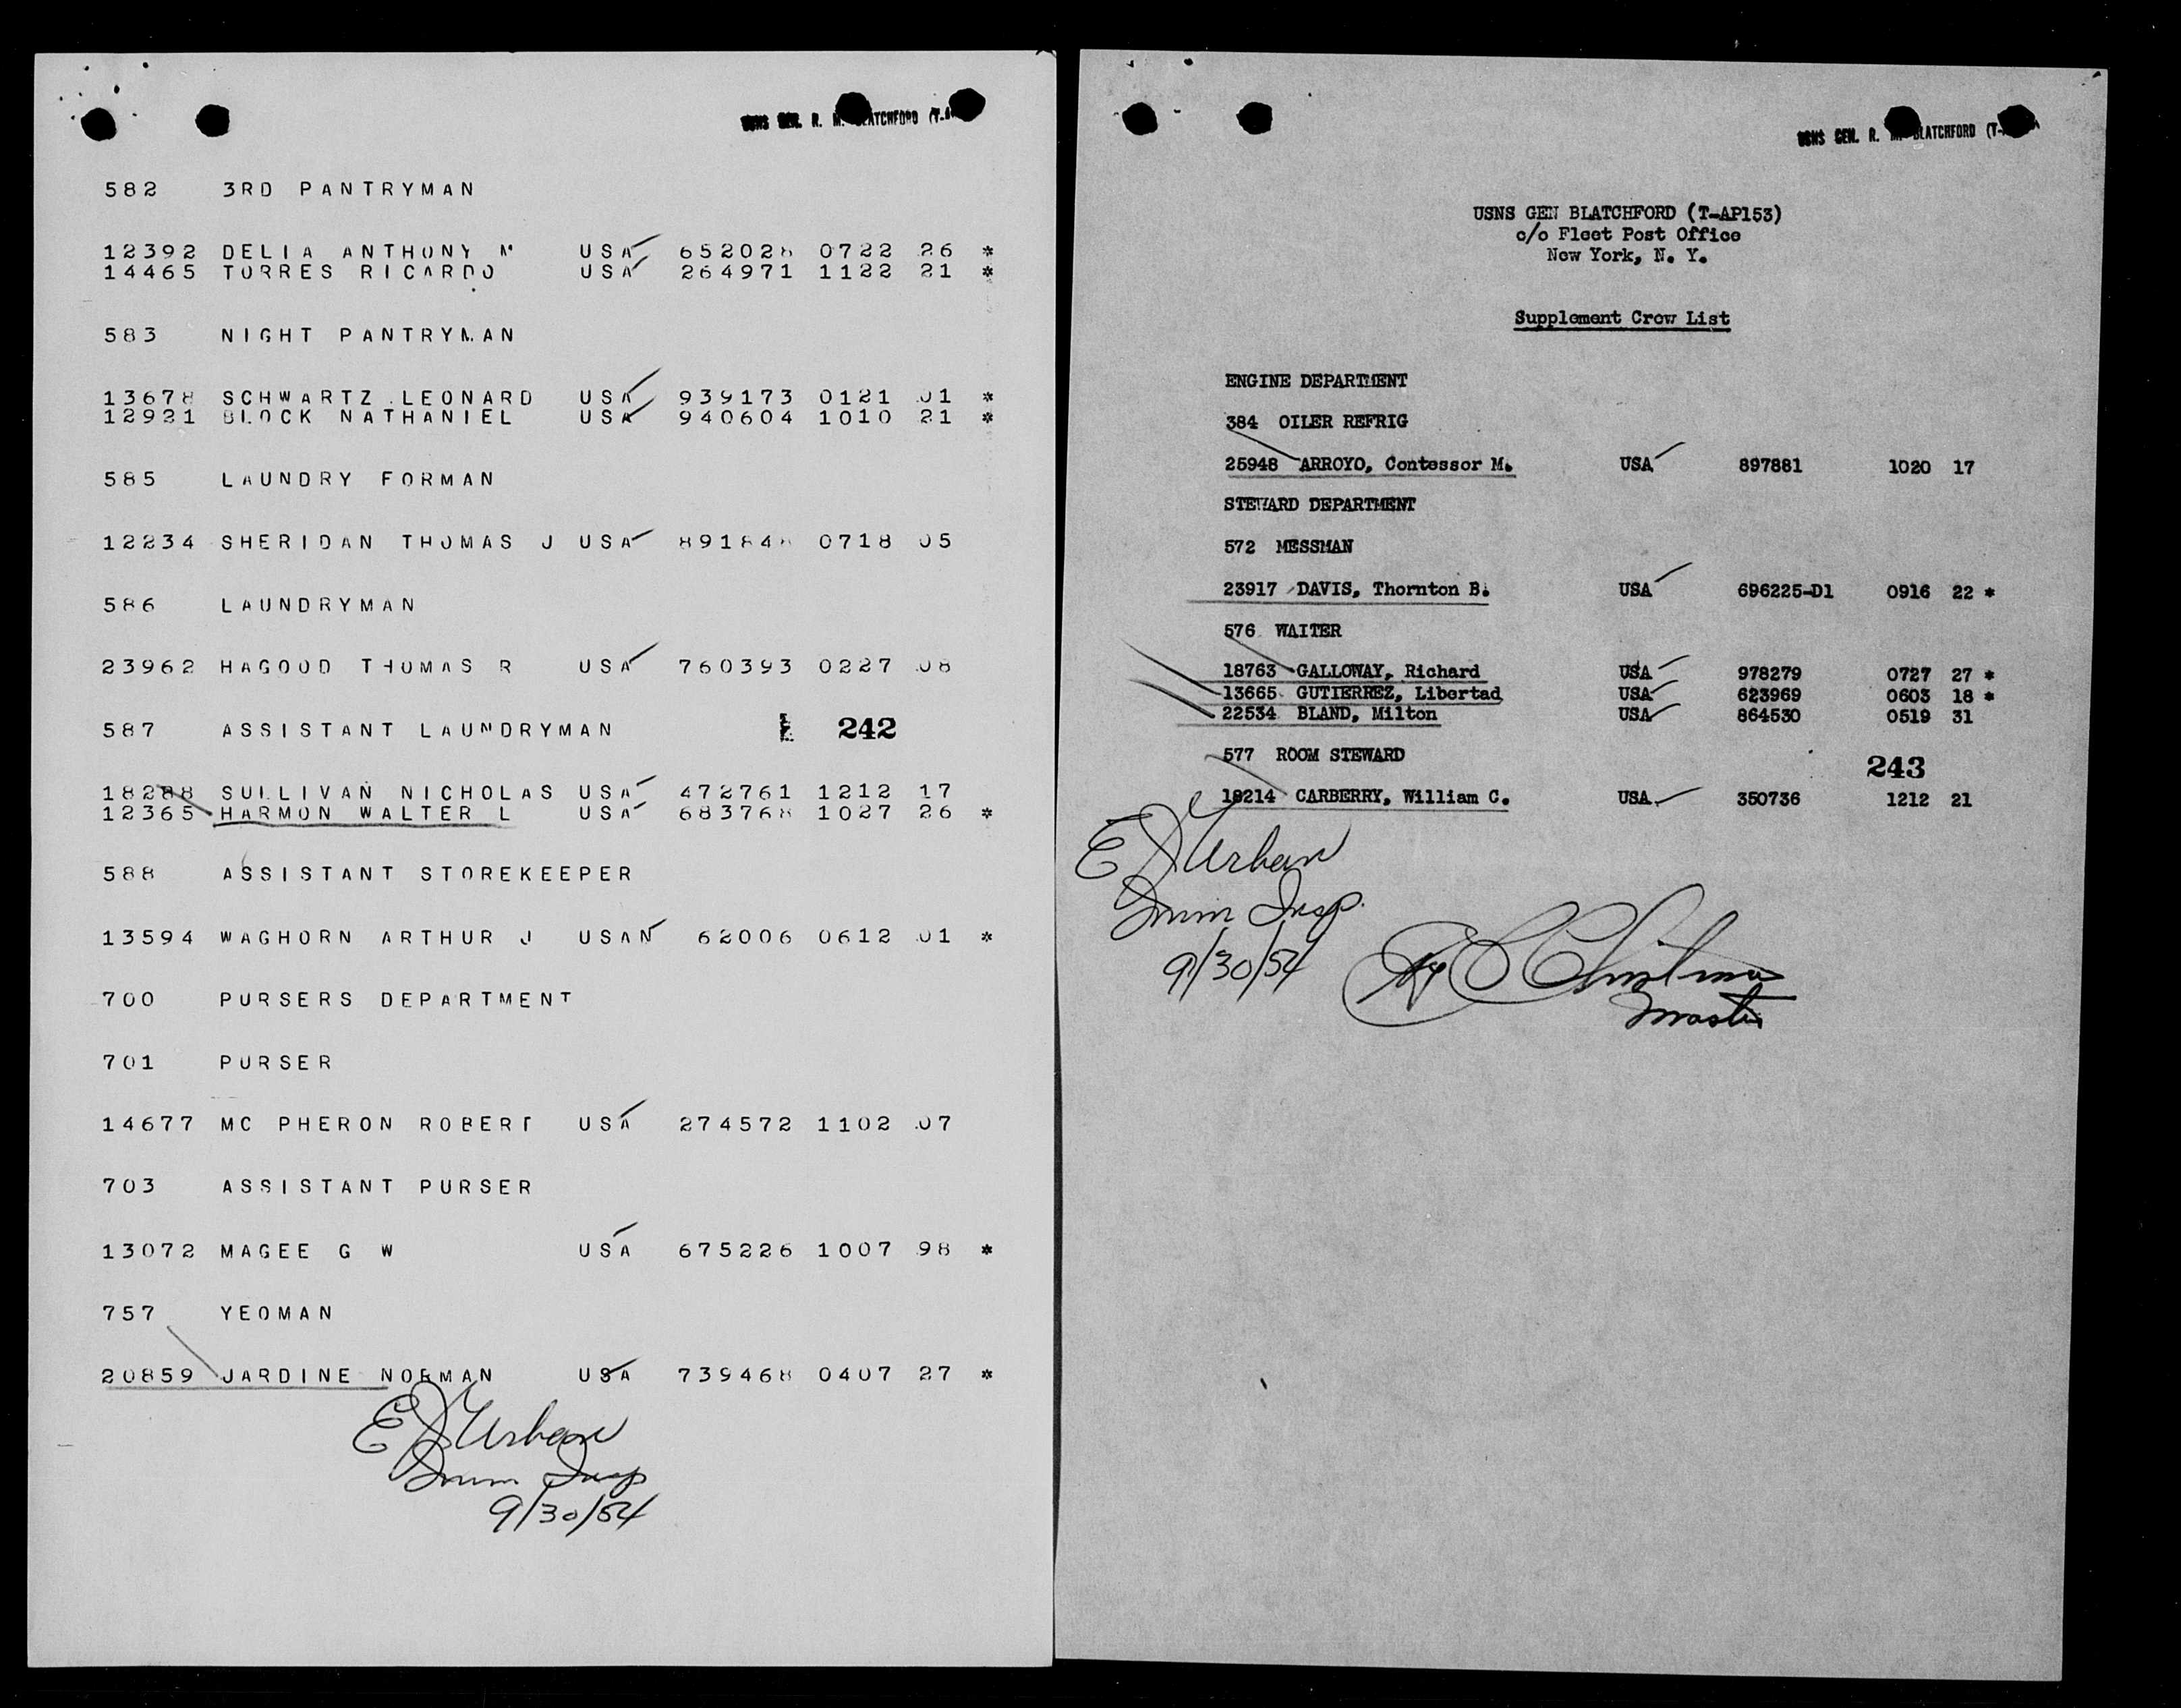 USNS GEN. R. M. BLATCHFORD (T-A
582 3RD PANTRYMAN
12392 DELIA ANTHONY M USA 652028 0722 26 *
14465 TORRES RICARDO USA 264971 1122 21 *
583 NIGHT PANTRYMAN
13678 SCHWARTZ LEONARD USA 939173 0121 01 *
12921 BLOCK NATHANIEL USA 940604 1010 21 *
585 LAUNDRY FORMAN
12234 SHERIDAN THOMAS J USA 891848 0718 05
586 LAUNDRYMAN
23962 HAGOOD THOMAS R USA 760393 0227 08
587 ASSISTANT LAUNDRYMAN 242
18288 SULLIVAN NICHOLAS USA 472761 1212 17
12365 HARMON WALTER L USA 683768 1027 26 *
588 ASSISTANT STOREKEEPER
13594 WAGHORN ARTHUR J USAN 62006 0612 01 *
700 PURSERS DEPARTMENT
701 PURSER
14677 MC PHERON ROBERT USA 274572 1102 07
703 ASSISTANT PURSER
13072 MAGEE G W USA 675226 1007 98 *
757 YEOMAN
20859 JARDINE NORMAN USA 739468 0407 27 *
E J Urban
Imm Insp
9/30/54
USNS GEN. R. M. BLATCHFORD (T-
USNS GEN BLATCHFORD (T-AP153)
c/o Fleet Post Office
New York, N. Y.
Supplement Crew List
ENGINE DEPARTMENT
384 OILER REFRIG
25948 ARROYO, Contessor M. USA 897881 1020 17
STEWARD DEPARTMENT
572 MESSMAN
23917 DAVIS, Thornton B. USA 696225-D1 0916 22 *
576 WAITER
18763 GALLOWAY, Richard USA 978279 0727 27 *
13665 GUTIERREZ, Libertad USA 623969 0603 18 *
22534 BLAND, Milton USA 864530 0519 31
577 ROOM STEWARD
243
18214 CARBERRY, William C. USA 350736 1212 21
E J Urban
Imm Insp.
9/30/54
Master